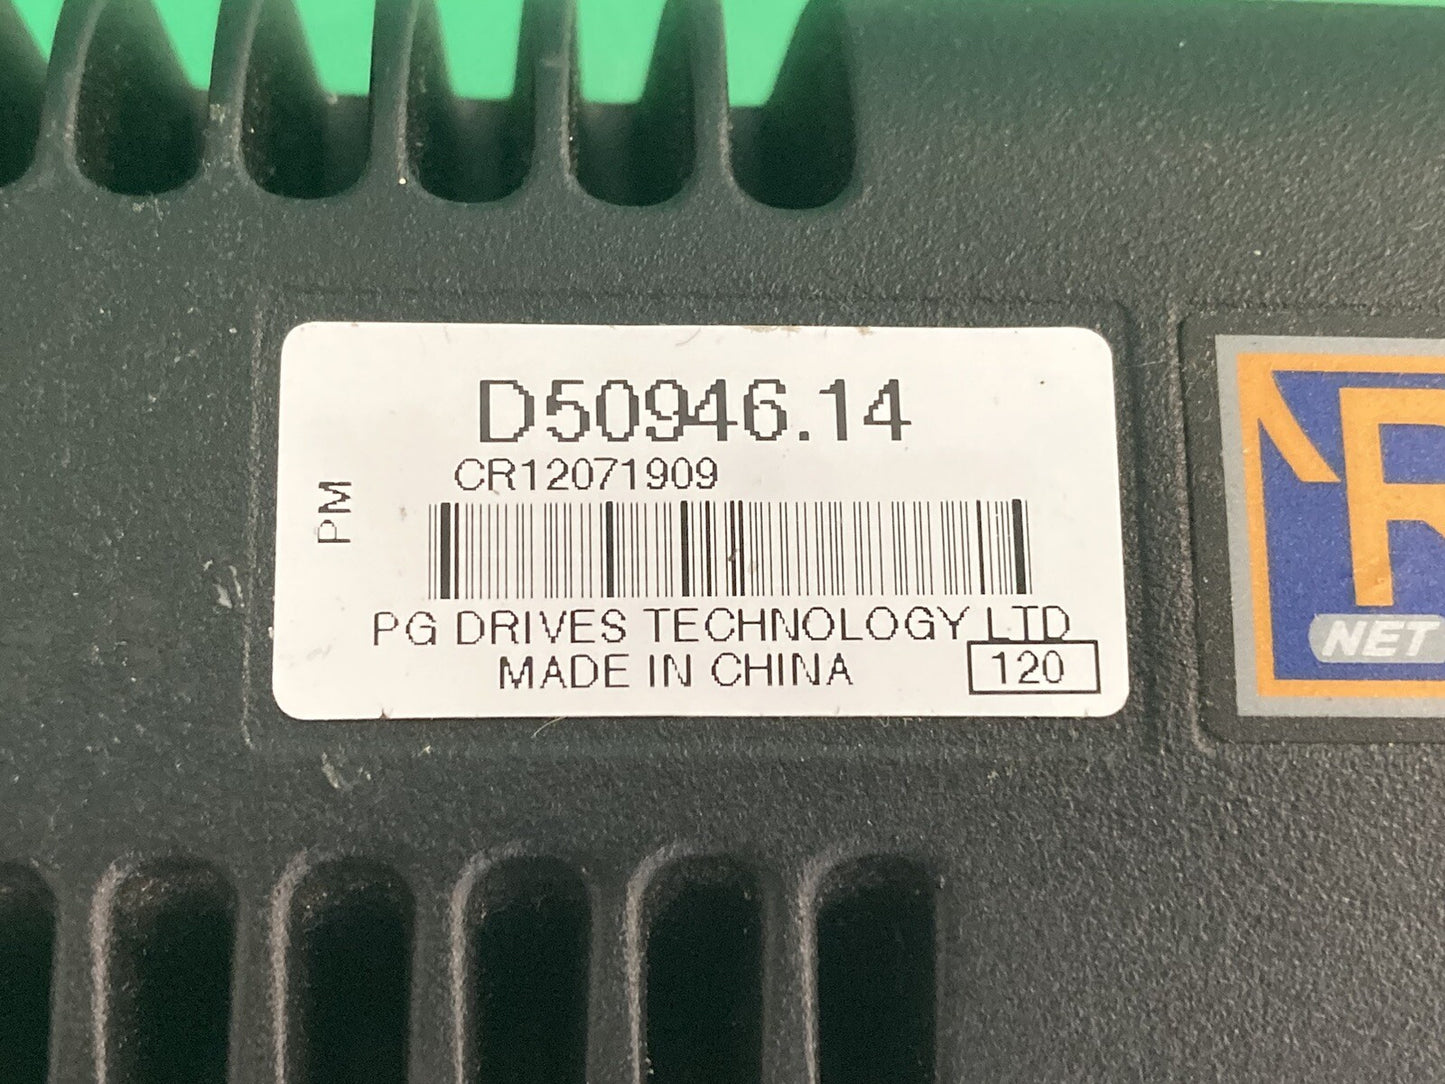 D50946.14
CR12071909
PM
PG DRIVES TECHNOLOGY LTD
MADE IN CHINA
120
R
NET